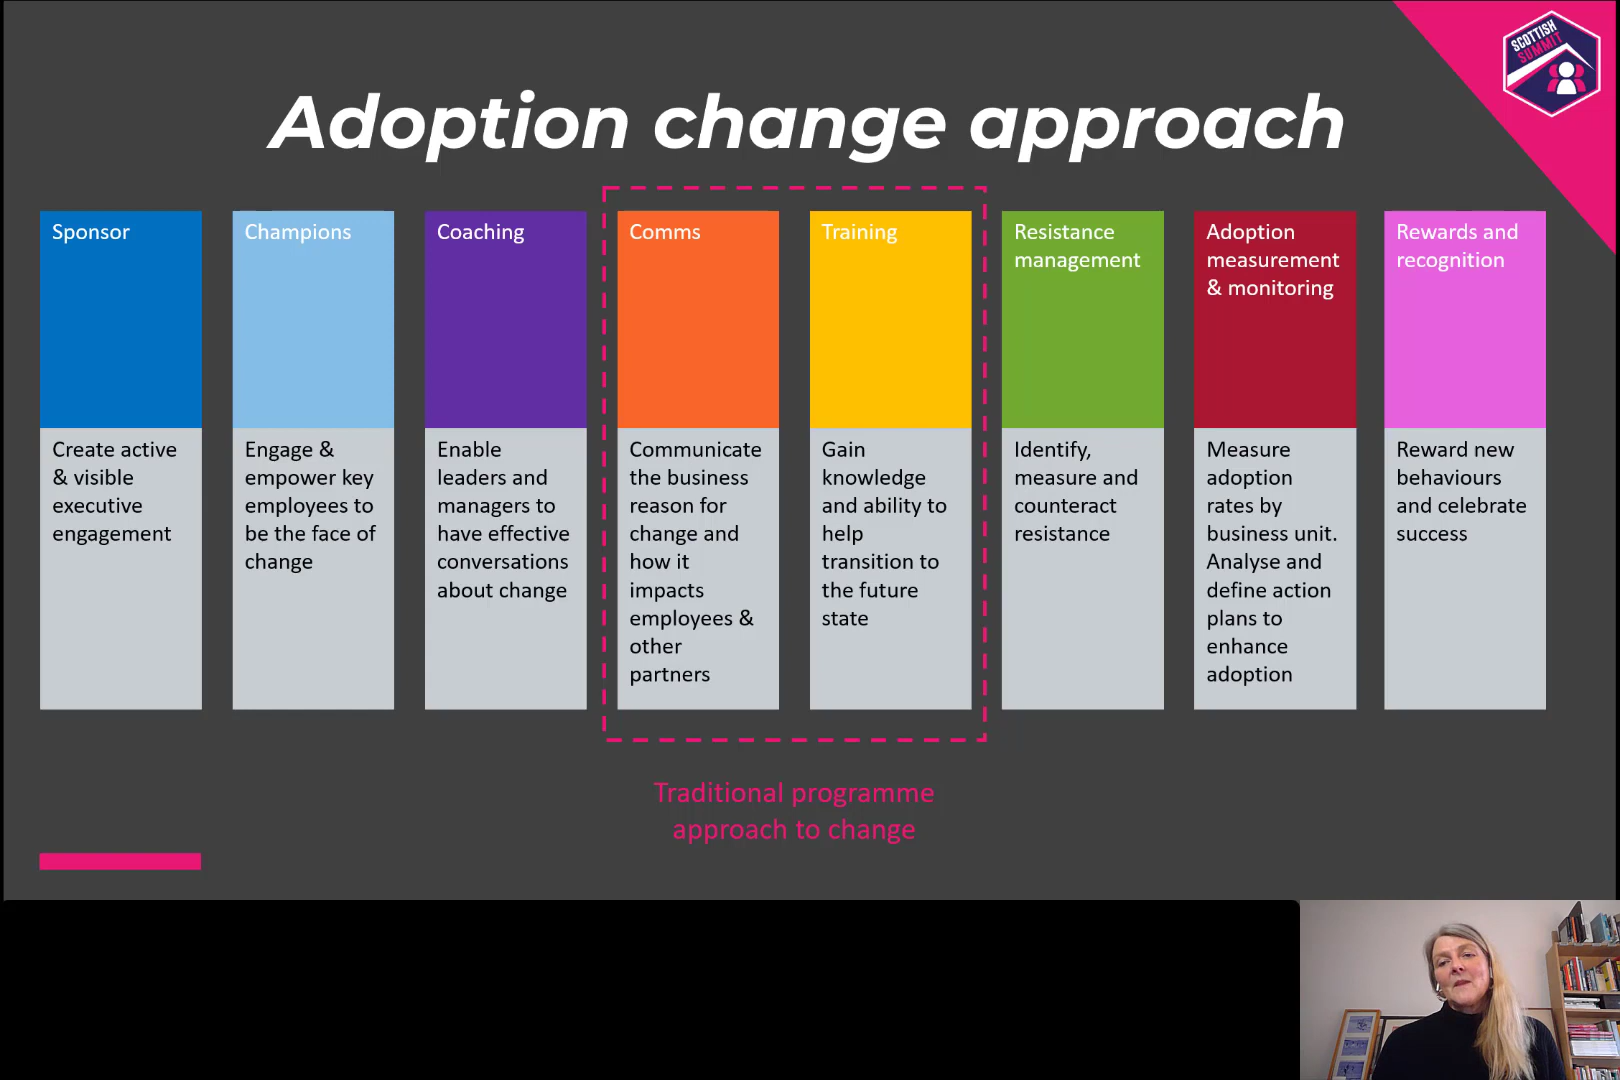 SCOTTISH
SUMMIT
Adoption change approach
Sponsor
Create active
& visible
executive
engagement
Champions
Engage &
empower key
employees to
be the face of
change
Coaching
Enable
leaders and
managers to
have effective
conversations
about change
Comms
Communicate
the business
reason for
change and
how it
impacts
employees &
other
partners
Training
Gain
knowledge
and ability to
help
transition to
the future
state
Resistance
management
Identify,
measure and
counteract
resistance
Adoption
measurement
& monitoring
Measure
adoption
rates by
business unit.
Analyse and
define action
plans to
enhance
adoption
Rewards and
recognition
Reward new
behaviours
and celebrate
success
Traditional programme
approach to change